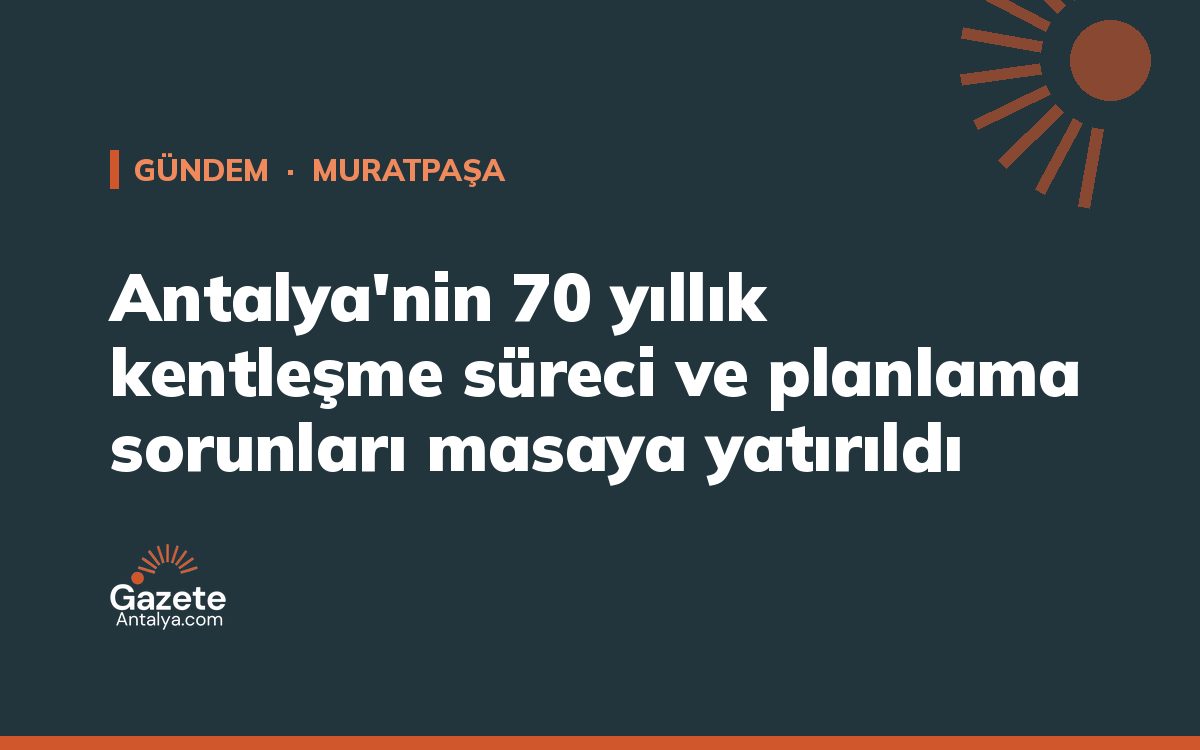 GÜNDEM · MURATPAŞA
Antalya'nin 70 yıllık
kentleşme süreci ve planlama
sorunları masaya yatırıldı
Gazete
Antalya.com